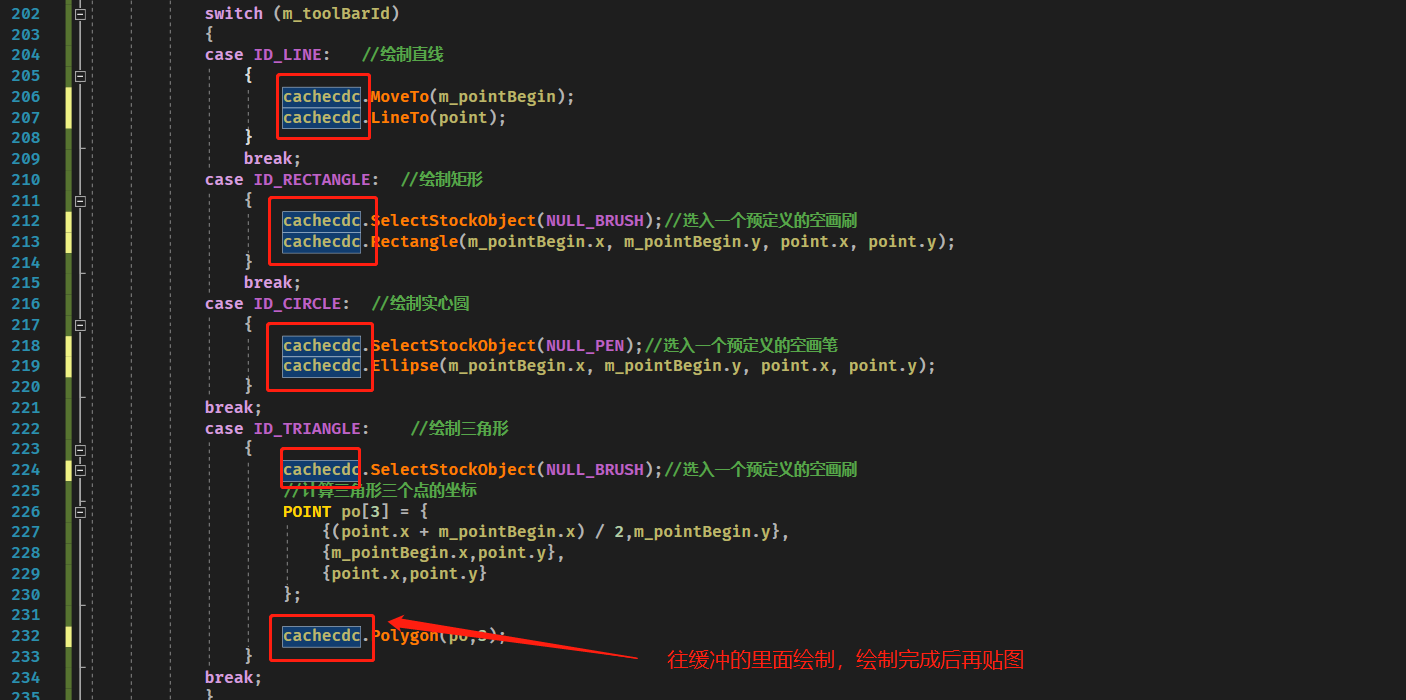 202 switch (m_toolBarId)
203 {
204 case ID_LINE: //绘制直线
205 {
206 cachecdc.MoveTo(m_pointBegin);
207 cachecdc.LineTo(point);
208 }
209 break;
210 case ID_RECTANGLE: //绘制矩形
211 {
212 cachecdc.SelectStockObject(NULL_BRUSH);//选入一个预定义的空画刷
213 cachecdc.Rectangle(m_pointBegin.x, m_pointBegin.y, point.x, point.y);
214 }
215 break;
216 case ID_CIRCLE: //绘制实心圆
217 {
218 cachecdc.SelectStockObject(NULL_PEN);//选入一个预定义的空画笔
219 cachecdc.Ellipse(m_pointBegin.x, m_pointBegin.y, point.x, point.y);
220 }
221 break;
222 case ID_TRIANGLE: //绘制三角形
223 {
224 cachecdc.SelectStockObject(NULL_BRUSH);//选入一个预定义的空画刷
225 //计算三角形三个点的坐标
226 POINT po[3] = {
227 {(point.x + m_pointBegin.x) / 2,m_pointBegin.y},
228 {m_pointBegin.x,point.y},
229 {point.x,point.y}
230 };
231
232 cachecdc.Polygon(po,3);
233 }
往缓冲的里面绘制，绘制完成后再贴图
234 break;
235 }